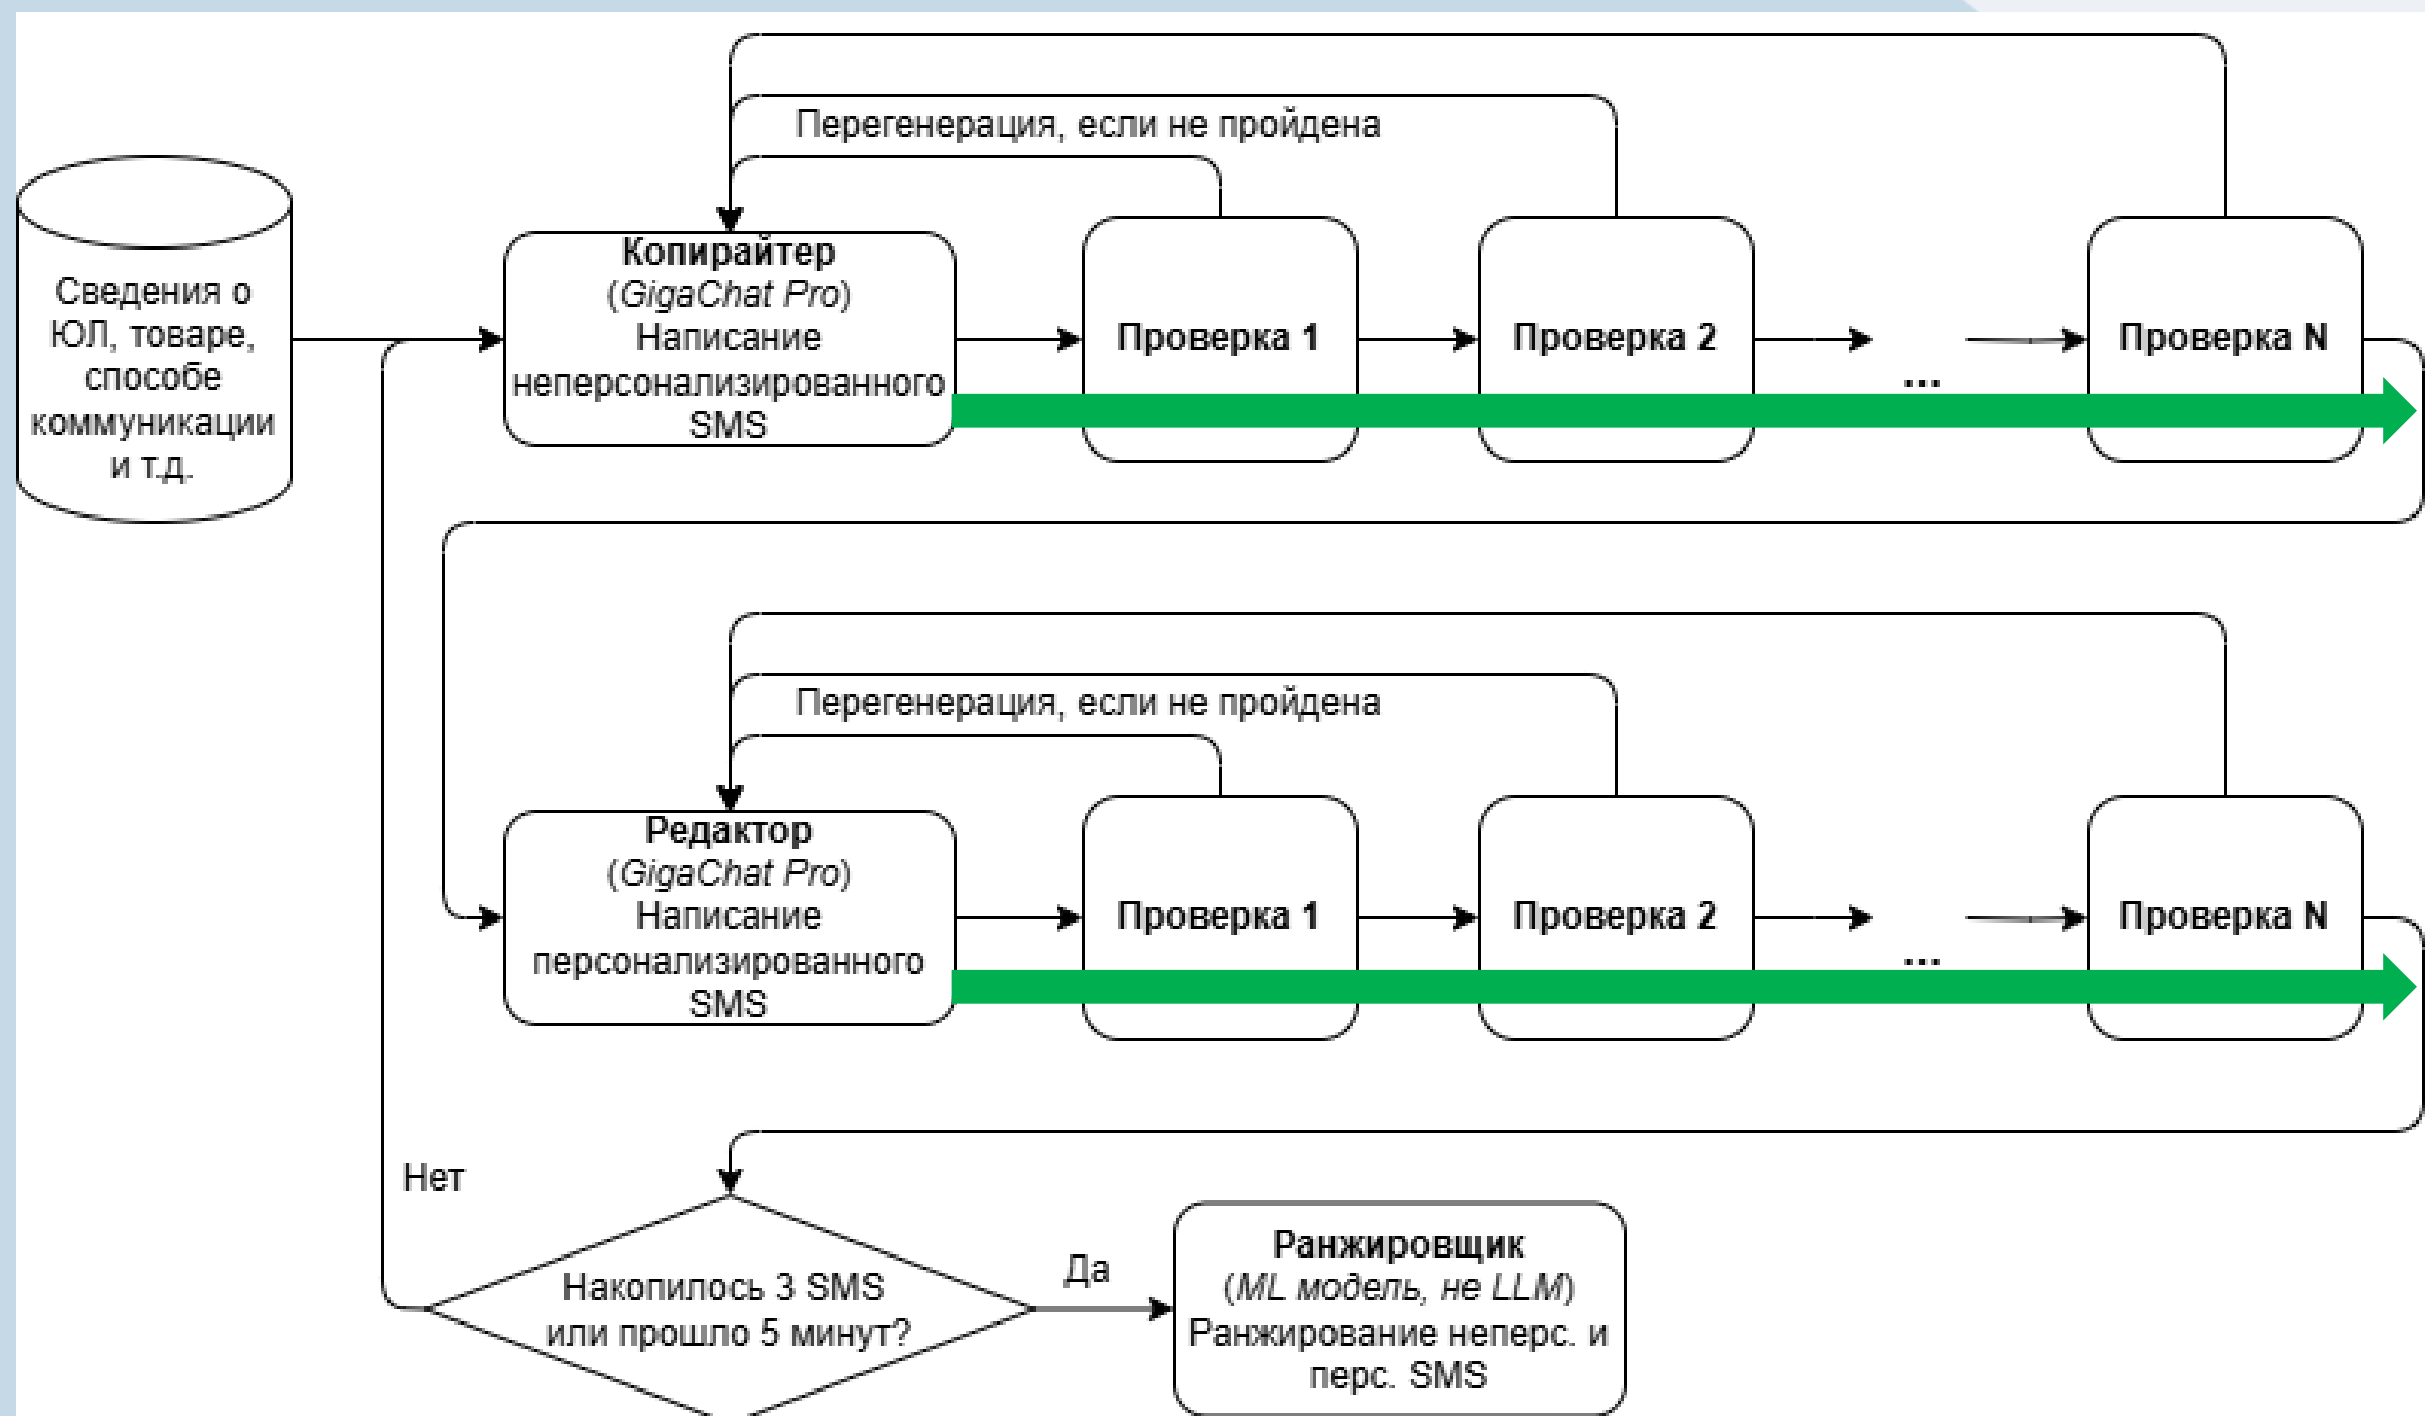 Перегенерация, если не пройдена
Сведения о
ЮЛ, товаре,
способе
коммуникации
и т.д.
Копирайтер
(GigaChat Pro)
Написание
неперсонализированного
SMS
Проверка 1
Проверка 2
...
Проверка N
Перегенерация, если не пройдена
Редактор
(GigaChat Pro)
Написание
персонализированного
SMS
Проверка 1
Проверка 2
...
Проверка N
Нет
Накопилось 3 SMS
или прошло 5 минут?
Да
Ранжировщик
(ML модель, не LLM)
Ранжирование неперс. и
перс. SMS